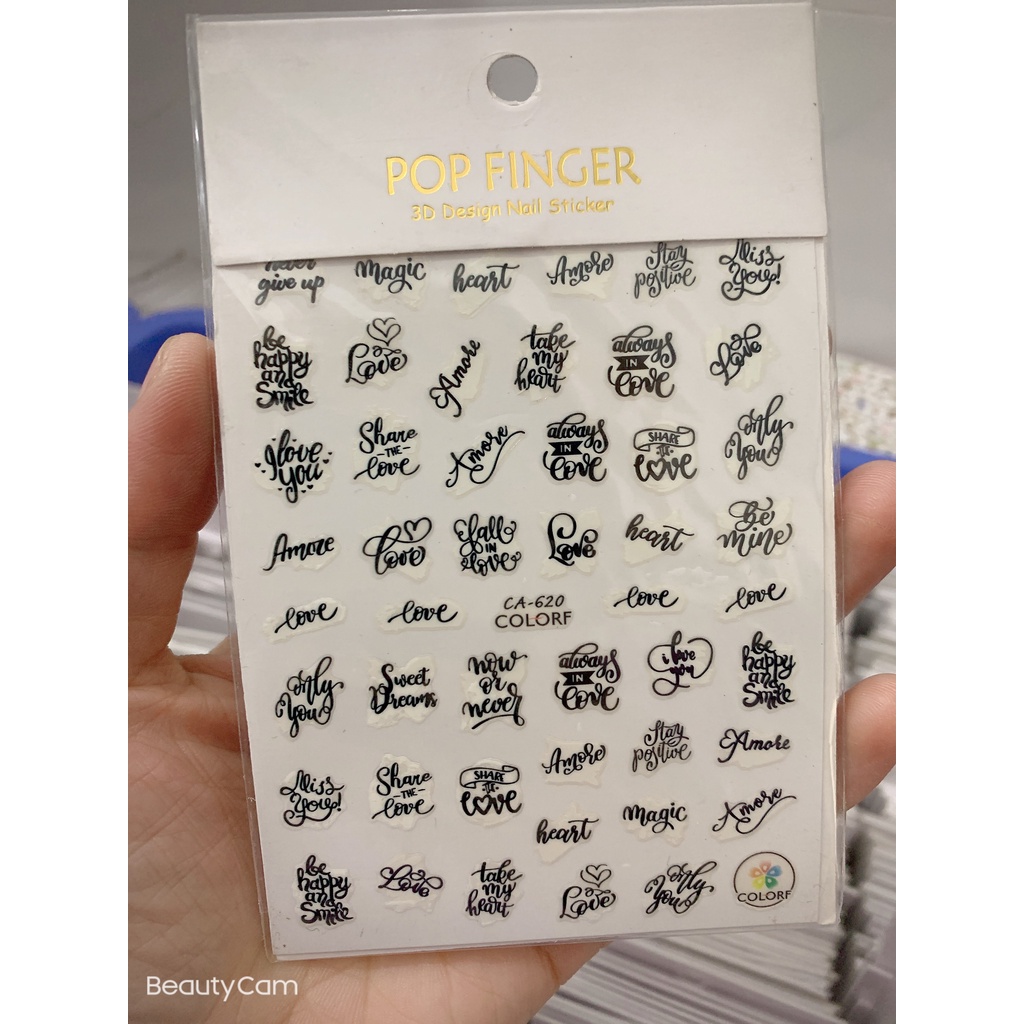 POP FINGER
3D Design Nail Sticker
never
give up
magic
heart
Amore
Stay
positive
Miss
You!
be
happy
and
Smile
Love
Amore
take
my
heart
always
IN
love
Love
I love
you
Share
THE
love
Amore
always
IN
love
SHARE
THE
LOVE
only
You
Amore
Love
fall
IN
love
Love
heart
be
mine
love
love
CA-620
COLORF
love
love
only
You
Sweet
Dreams
now
or
never
always
IN
love
i love
you
be
happy
and
Smile
Amore
Stay
positive
Amore
Miss
You!
Share
THE
love
SHARE
THE
LOVE
heart
magic
Amore
be
happy
and
Smile
Love
take
my
heart
Love
only
You
COLORF
BeautyCam